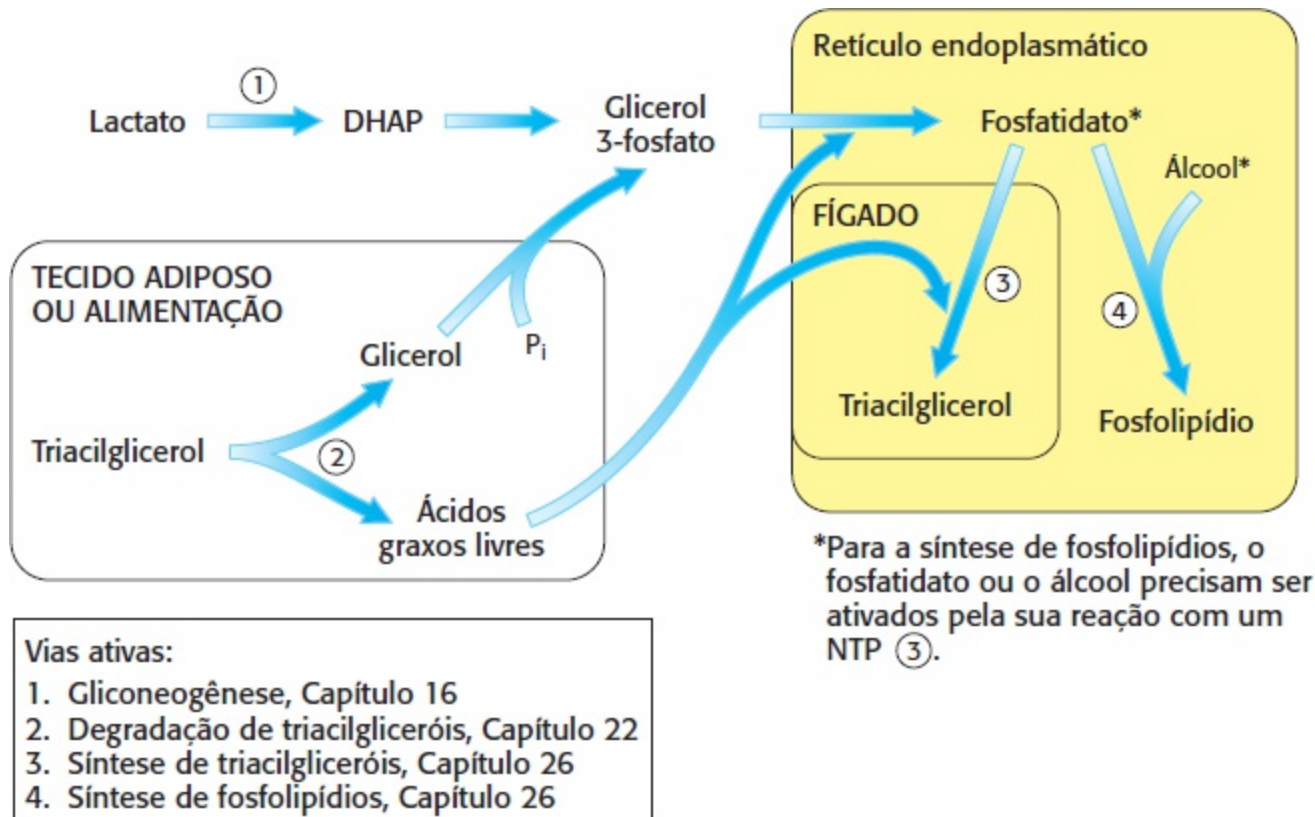 Retículo endoplasmático
1
Lactato
DHAP
Glicerol
3-fosfato
Fosfatidato*
Álcool*
FÍGADO
3
4
Triacilglicerol
Fosfolipídio
TECIDO ADIPOSO
OU ALIMENTAÇÃO
Glicerol
Pi
Triacilglicerol
2
Ácidos
graxos livres
*Para a síntese de fosfolipídios, o
fosfatidato ou o álcool precisam ser
ativados pela sua reação com um
NTP 3.
Vias ativas:
1. Gliconeogênese, Capítulo 16
2. Degradação de triacilgliceróis, Capítulo 22
3. Síntese de triacilgliceróis, Capítulo 26
4. Síntese de fosfolipídios, Capítulo 26